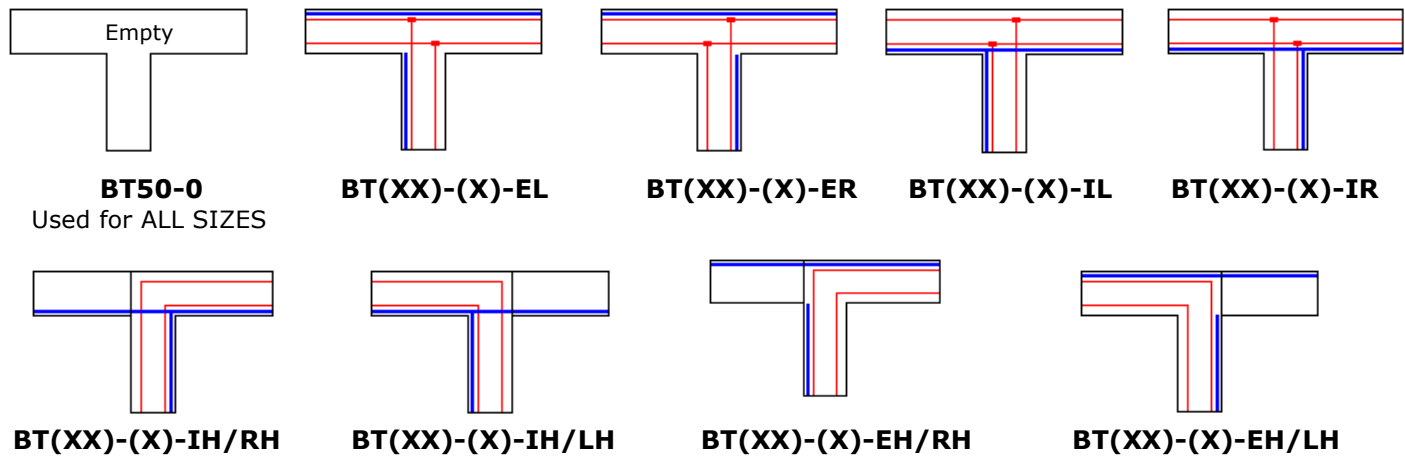 Empty
BT50-0
Used for ALL SIZES
BT(XX)-(X)-EL
BT(XX)-(X)-ER
BT(XX)-(X)-IL
BT(XX)-(X)-IR
BT(XX)-(X)-IH/RH
BT(XX)-(X)-IH/LH
BT(XX)-(X)-EH/RH
BT(XX)-(X)-EH/LH